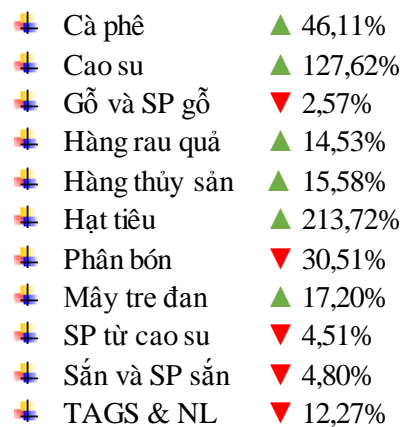 Cà phê ▲ 46,11%
Cao su ▲ 127,62%
Gỗ và SP gỗ ▼ 2,57%
Hàng rau quả ▲ 14,53%
Hàng thủy sản ▲ 15,58%
Hạt tiêu ▲ 213,72%
Phân bón ▼ 30,51%
Mây tre đan ▲ 17,20%
SP từ cao su ▼ 4,51%
Sắn và SP sắn ▼ 4,80%
TAGS & NL ▼ 12,27%